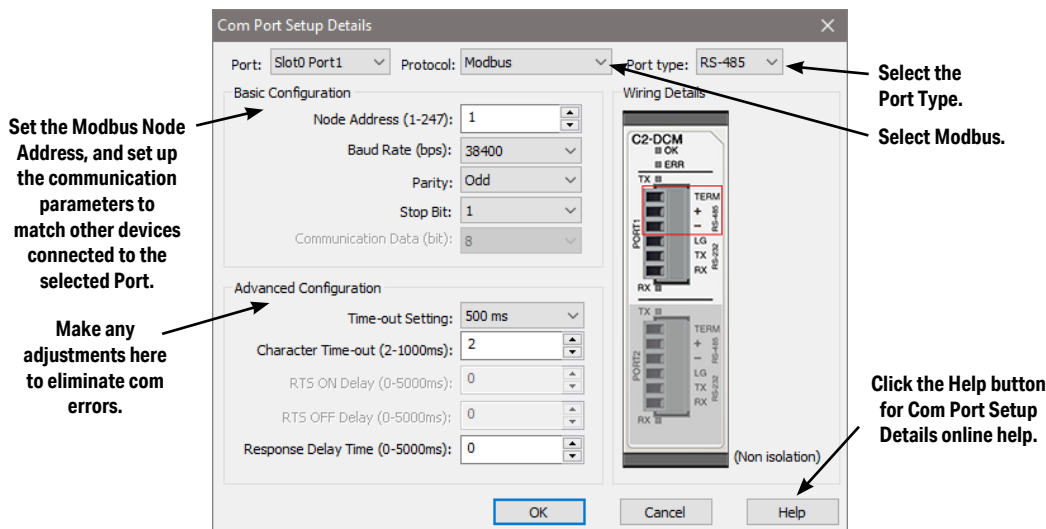 Com Port Setup Details
Port: Slot0 Port1 Protocol: Modbus Port type: RS-485
Select the
Port Type.
Select Modbus.
Set the Modbus Node
Address, and set up
the communication
parameters to
match other devices
connected to the
selected Port.
Basic Configuration
Node Address (1-247): 1
Baud Rate (bps): 38400
Parity: Odd
Stop Bit: 1
Communication Data (bit): 8
Make any
adjustments here
to eliminate com
errors.
Advanced Configuration
Time-out Setting: 500 ms
Character Time-out (2-1000ms): 2
RTS ON Delay (0-5000ms): 0
RTS OFF Delay (0-5000ms): 0
Response Delay Time (0-5000ms): 0
Wiring Details
C2-DCM
OK
ERR
TX
TERM
+
-
RS-485
PORT1
LG
TX
RX
RS-232
RX
TX
TERM
+
-
RS-485
PORT2
LG
TX
RX
RS-232
RX
(Non isolation)
Click the Help button
for Com Port Setup
Details online help.
OK Cancel Help